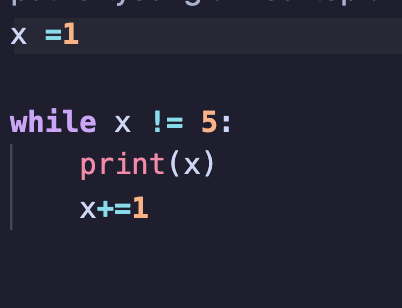 x =1
while x != 5:
    print(x)
    x+=1